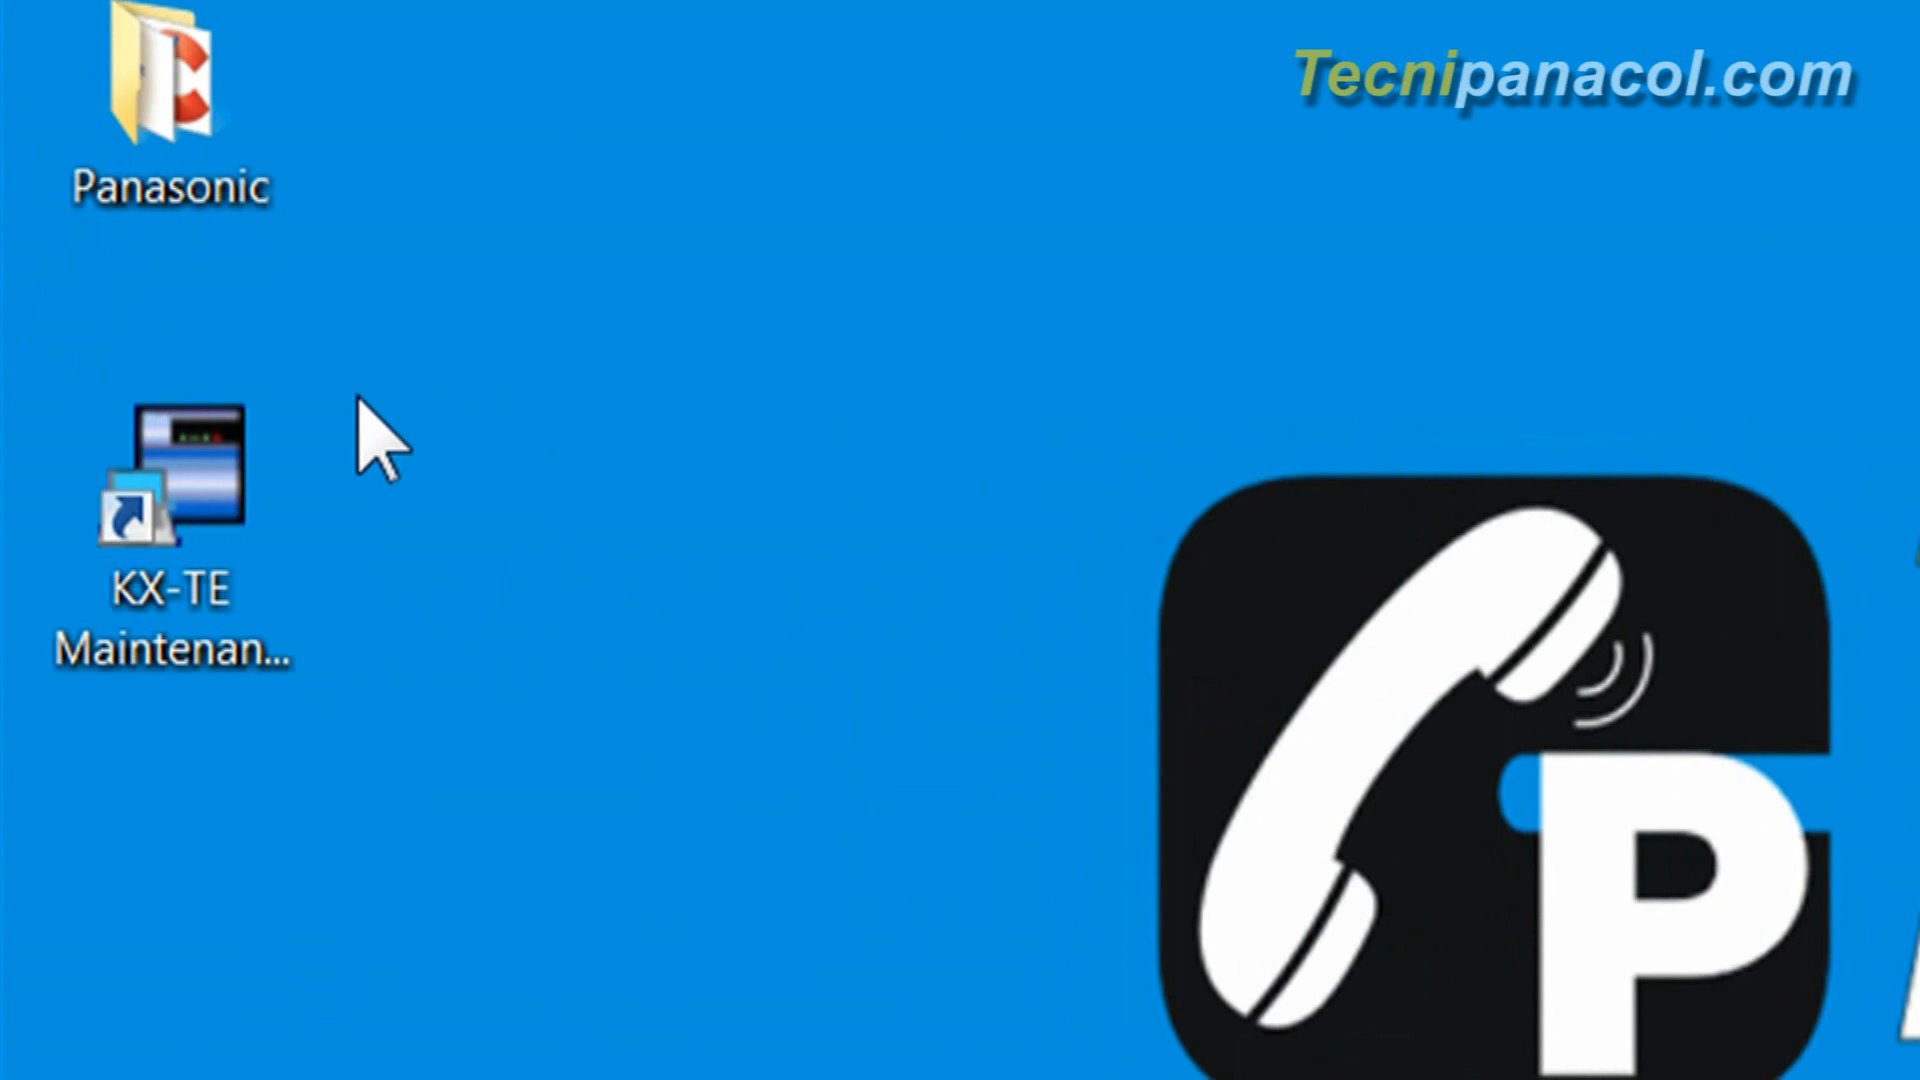 Tecnipanacol.com
Panasonic
KX-TE
Maintenan...
P